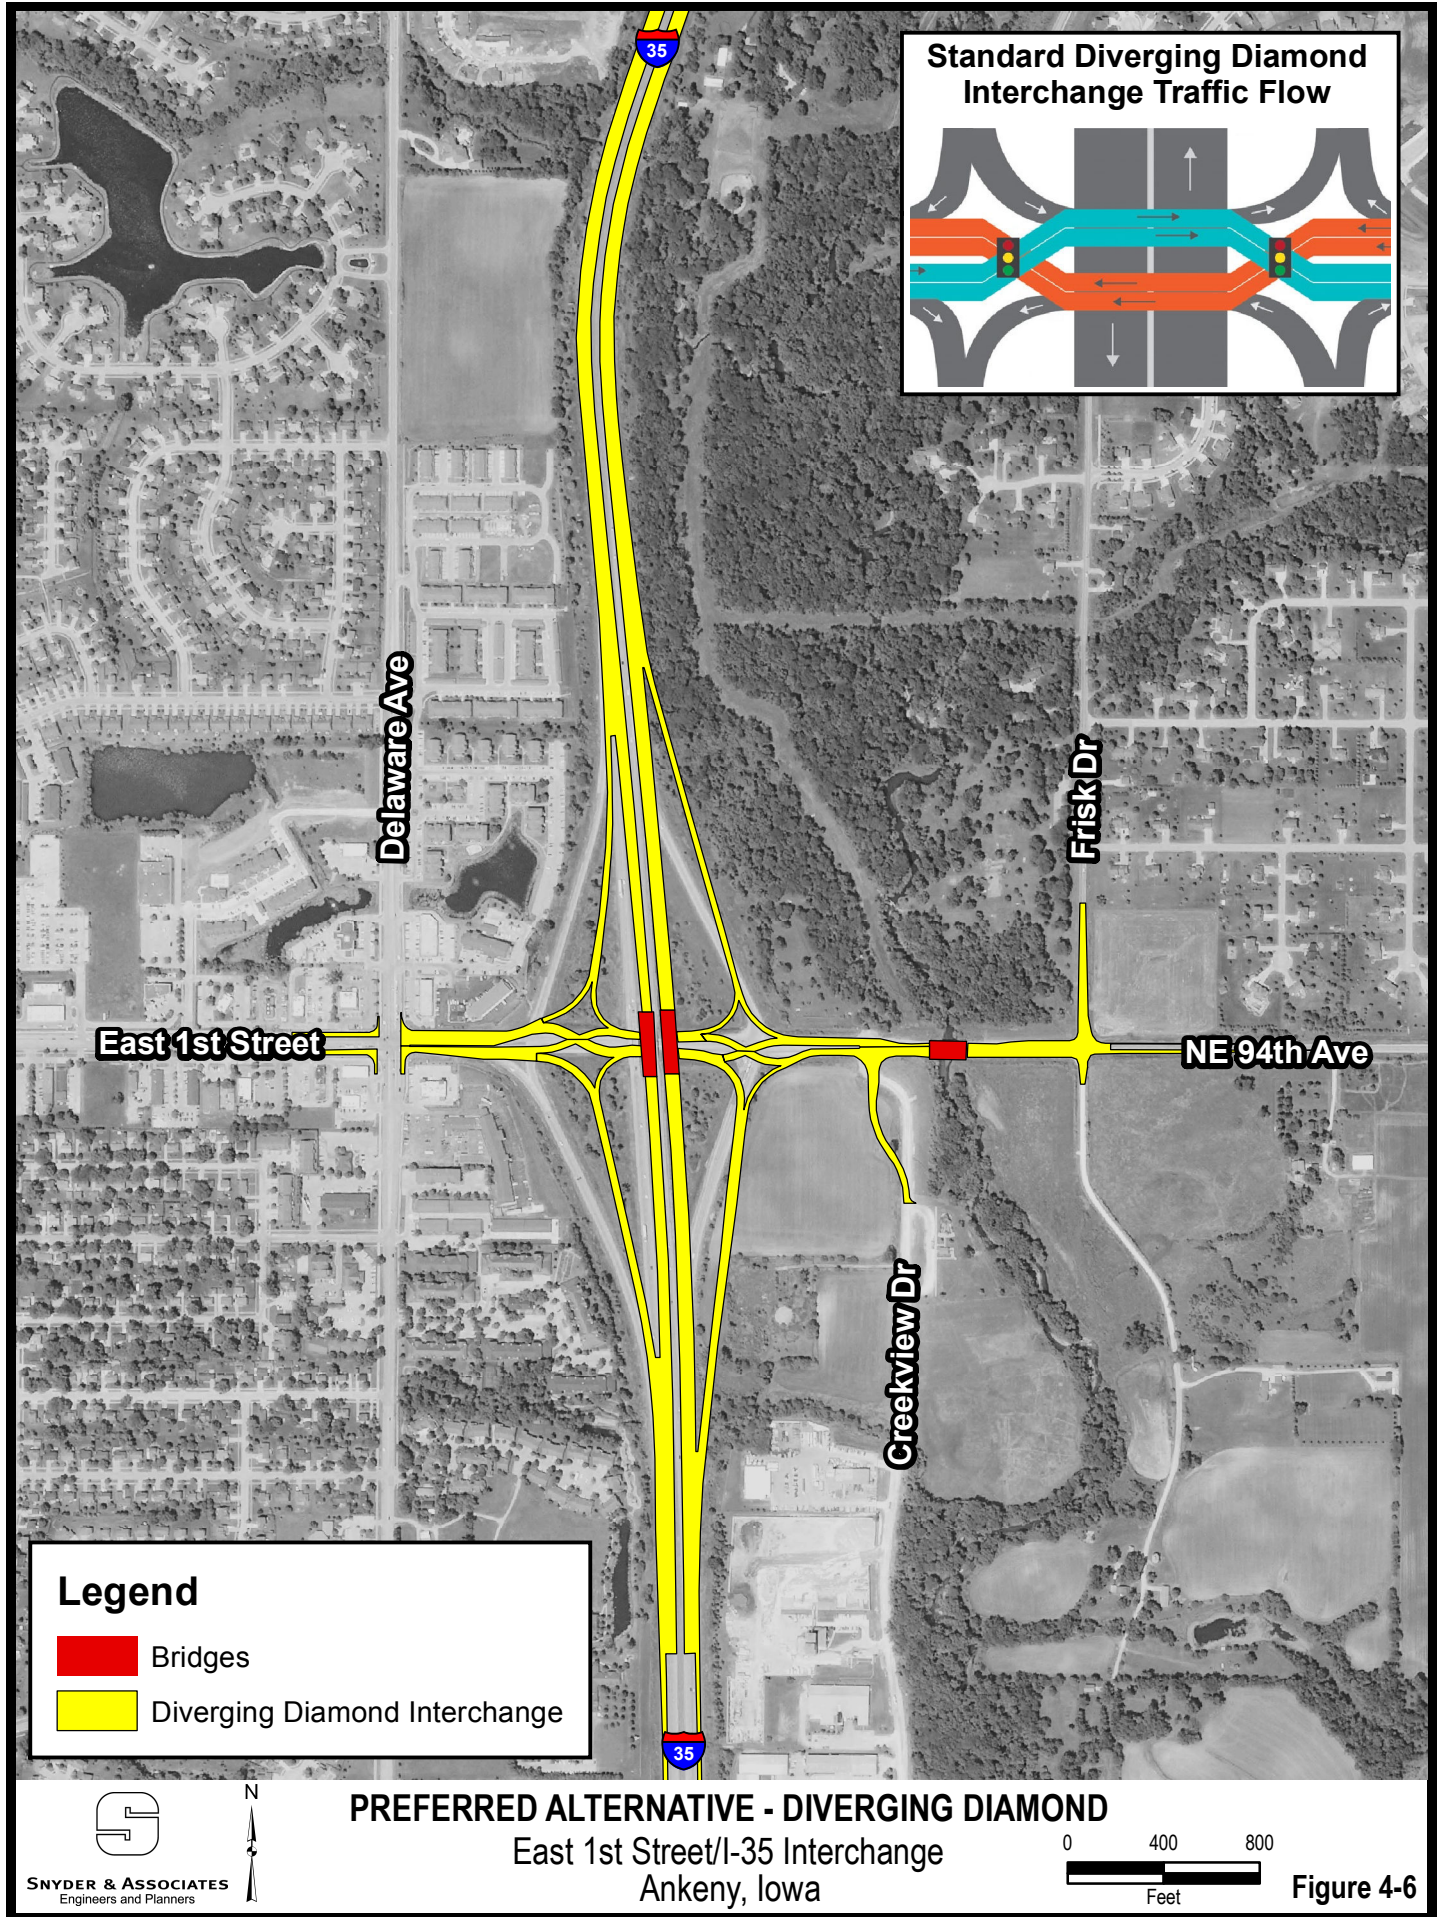 35
Standard Diverging Diamond
Interchange Traffic Flow
Delaware Ave
Frisk Dr
East 1st Street
NE 94th Ave
Creekview Dr
Legend
Bridges
Diverging Diamond Interchange
35
S
SNYDER & ASSOCIATES
Engineers and Planners
N
PREFERRED ALTERNATIVE - DIVERGING DIAMOND
East 1st Street/I-35 Interchange
Ankeny, Iowa
0 400 800
Feet
Figure 4-6